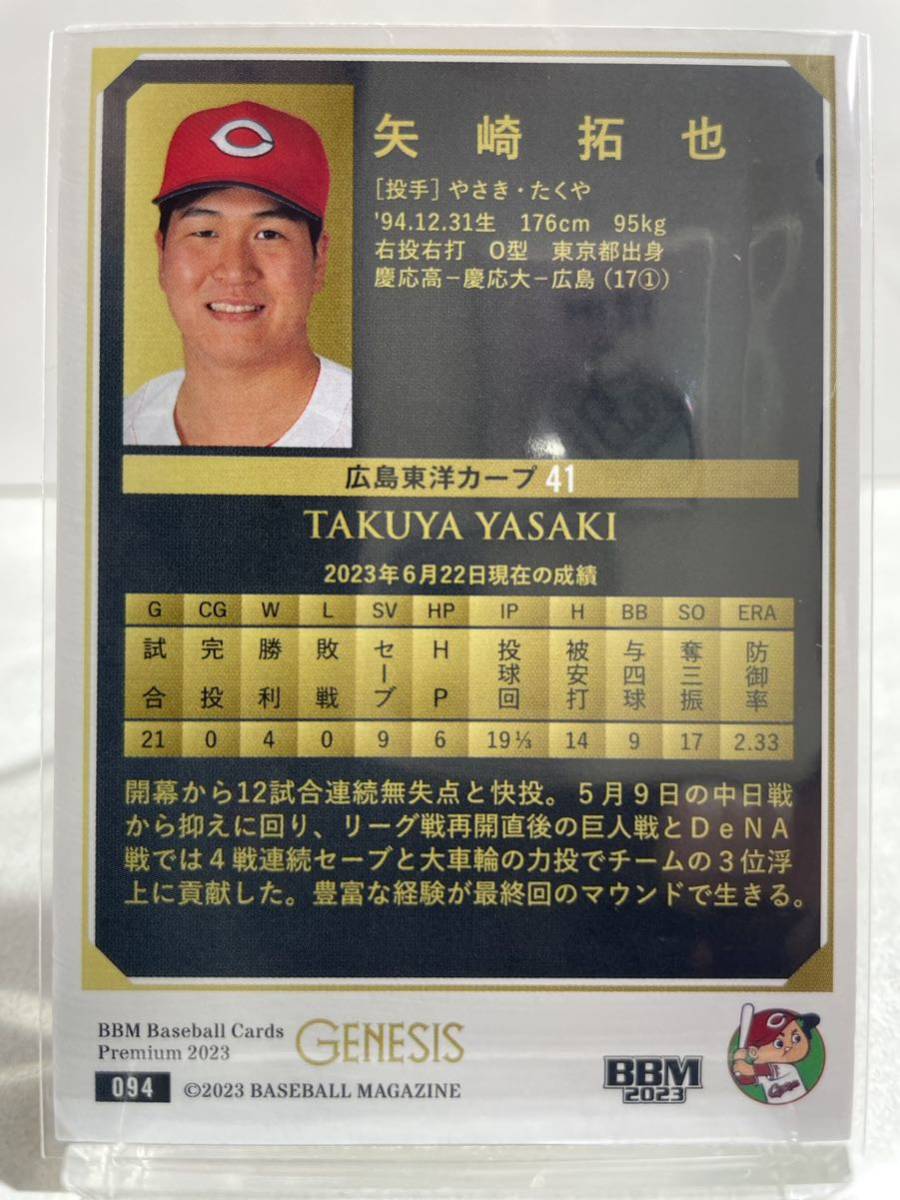 矢崎拓也
[投手] やさき・たくや
'94.12.31生 176cm 95kg
右投右打 O型 東京都出身
慶応高－慶応大－広島 (17①)
広島東洋カープ 41
TAKUYA YASAKI
2023年6月22日現在の成績
G CG W L SV HP IP H BB SO ERA
試合 完投 勝利 敗戦 セーブ HP 投球回 被安打 与四球 奪三振 防御率
21 0 4 0 9 6 19⅓ 14 9 17 2.33
開幕から12試合連続無失点と快投。5月9日の中日戦
から抑えに回り、リーグ戦再開直後の巨人戦とDeNA
戦では４戦連続セーブと大車輪の力投でチームの３位浮
上に貢献した。豊富な経験が最終回のマウンドで生きる。
BBM Baseball Cards
Premium 2023
GENESIS
094 ©2023 BASEBALL MAGAZINE
BBM
2023
Carp